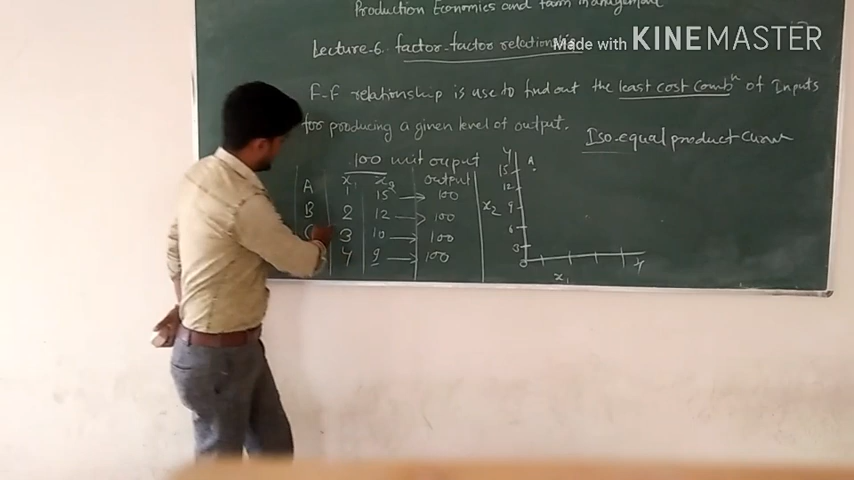 Production Economics and farm management
Lecture-6. factor-factor relationship
Made with KINEMASTER
F-F relationship is use to find out the least cost combⁿ of Inputs
for producing a given level of output.
Iso-equal product curve
100 unit output
x₁ x₂ output
A 1 15 → 100
B 2 12 → 100
C 3 10 → 100
4 9 → 100
y
A
15
12
x₂ 9
6
3
0
x₁